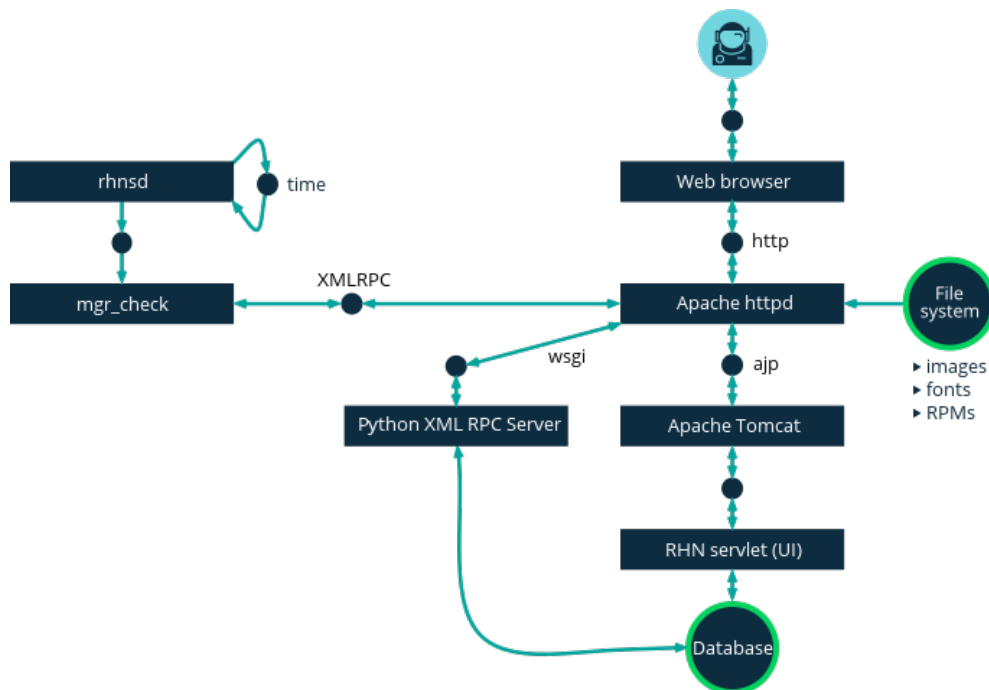 rhnsd
time
Web browser
http
XMLRPC
mgr_check
Apache httpd
File
system
wsgi
ajp
▸ images
▸ fonts
▸ RPMs
Python XML RPC Server
Apache Tomcat
RHN servlet (UI)
Database